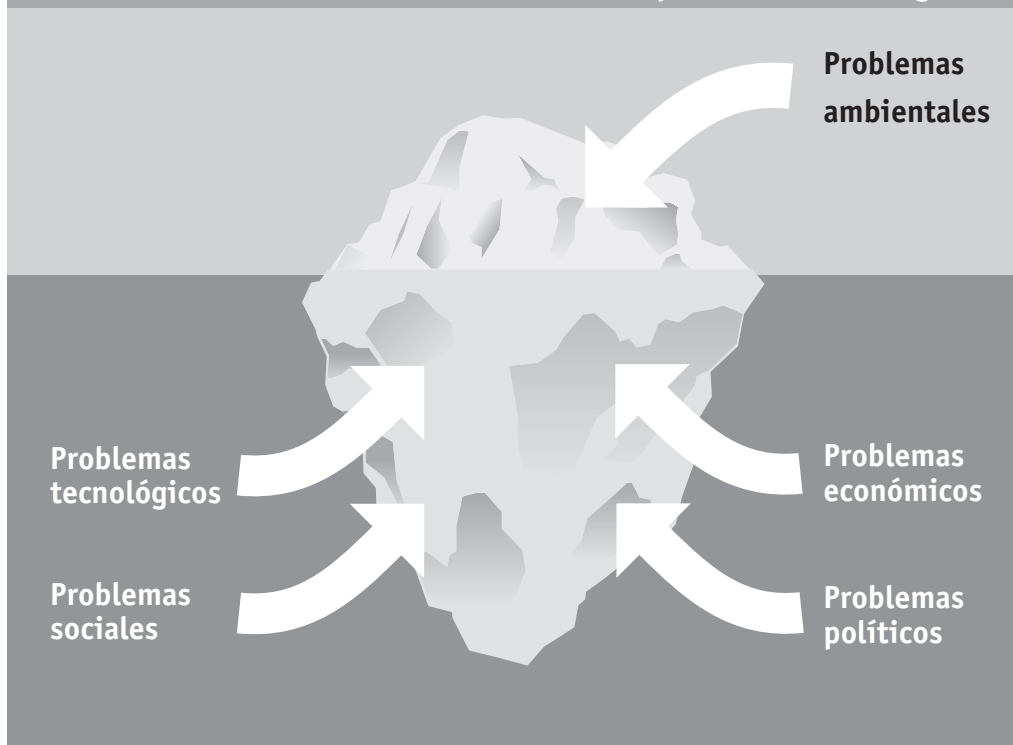 Problemas
ambientales
Problemas
tecnológicos
Problemas
económicos
Problemas
sociales
Problemas
políticos